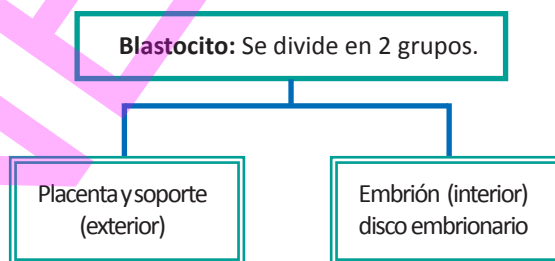 Blastocito: Se divide en 2 grupos.
Placenta y soporte
(exterior)
Embrión (interior)
disco embrionario